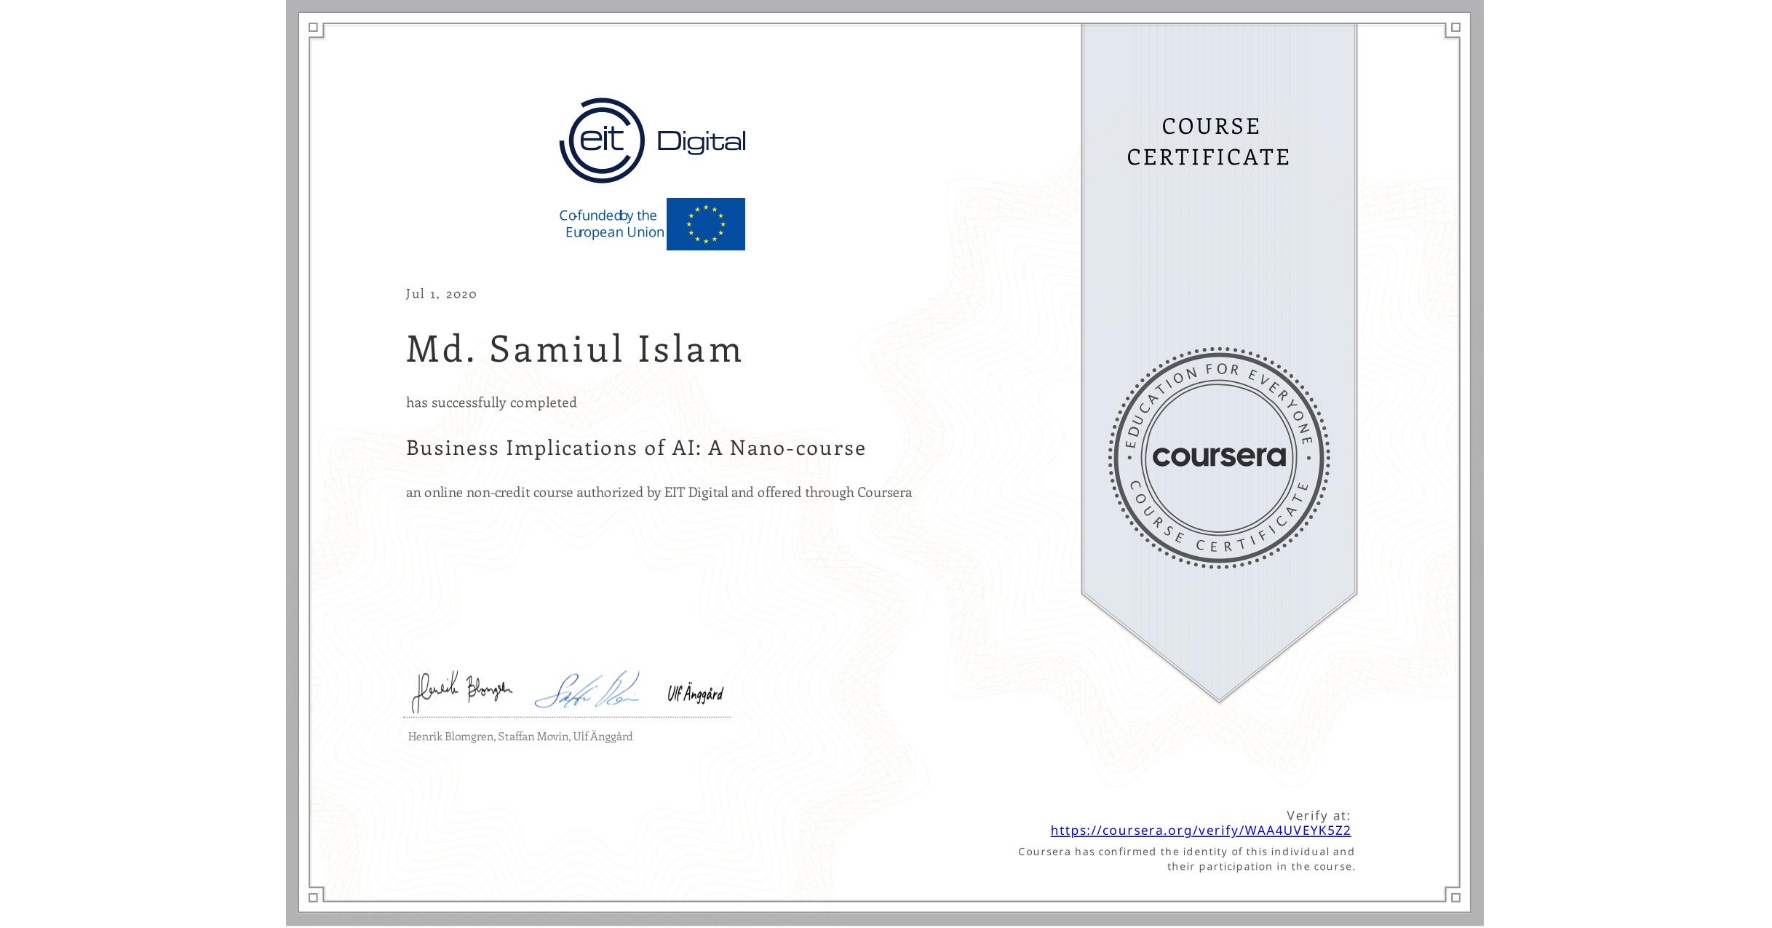 eit Digital
Co-funded by the
European Union
COURSE
CERTIFICATE
Jul 1, 2020
Md. Samiul Islam
has successfully completed
Business Implications of AI: A Nano-course
an online non-credit course authorized by EIT Digital and offered through Coursera
EDUCATION FOR EVERYONE
coursera
COURSE CERTIFICATE
Henrik Blomgren
Ulf Änggård
Henrik Blomgren, Staffan Movin, Ulf Änggård
Verify at:
https://coursera.org/verify/WAA4UVEYK5Z2
Coursera has confirmed the identity of this individual and
their participation in the course.